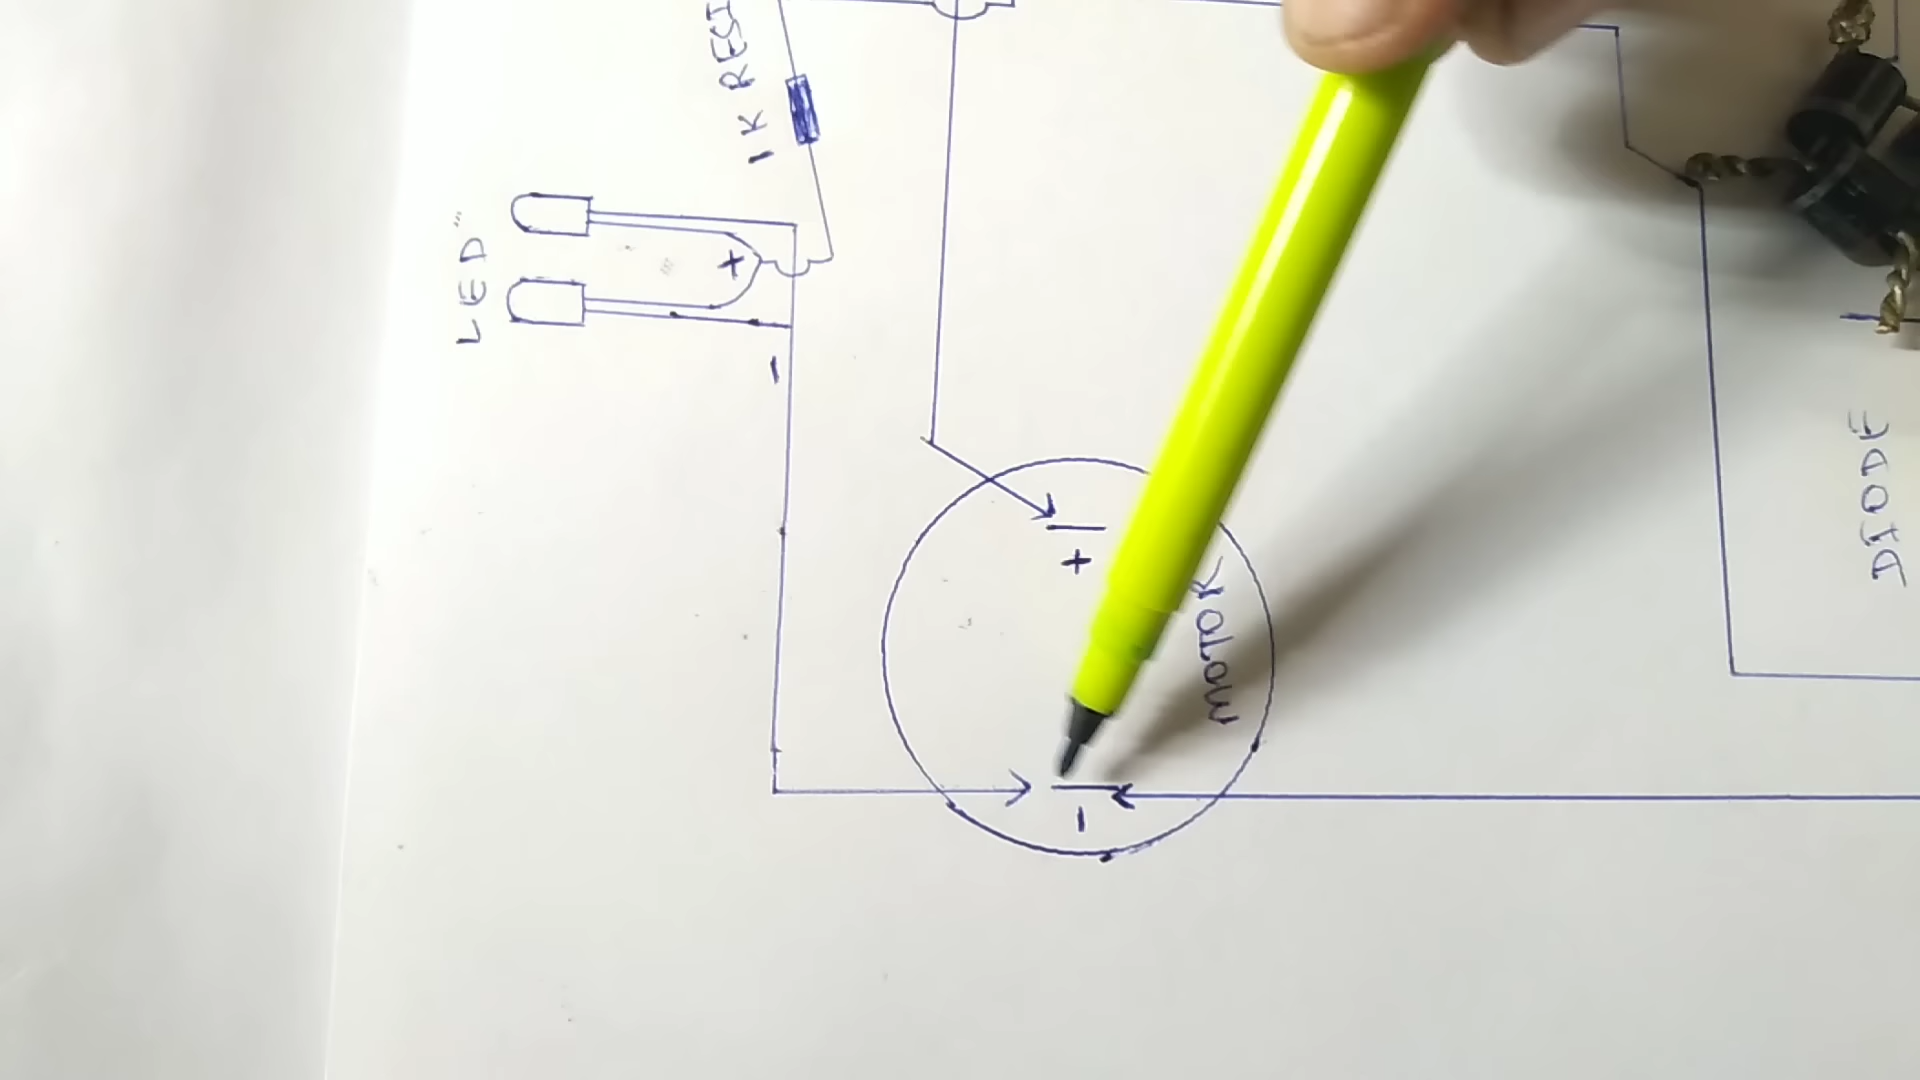 1K RESI
LED
+
-
+
MOTOR
-
DIODE